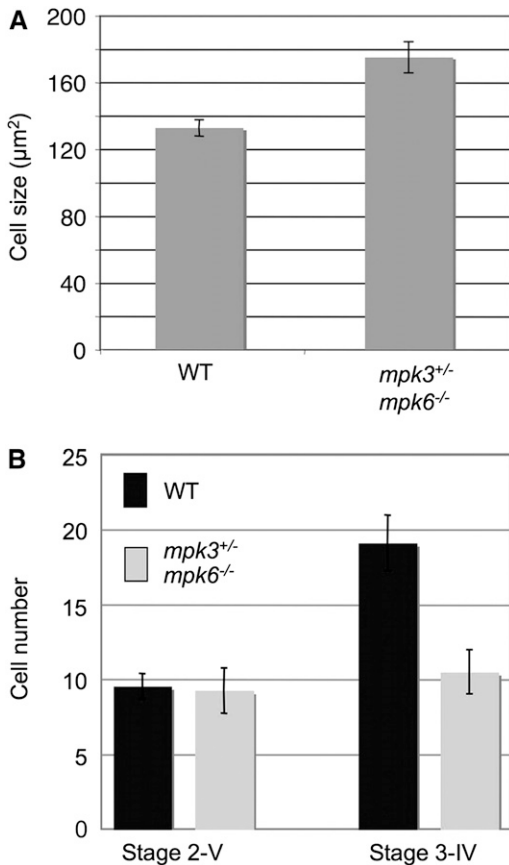 A
Cell size (µm²)
200
160
120
80
40
0
WT
mpk3+/-
mpk6-/-
B
Cell number
25
20
15
10
5
0
WT
mpk3+/-
mpk6-/-
Stage 2-V
Stage 3-IV